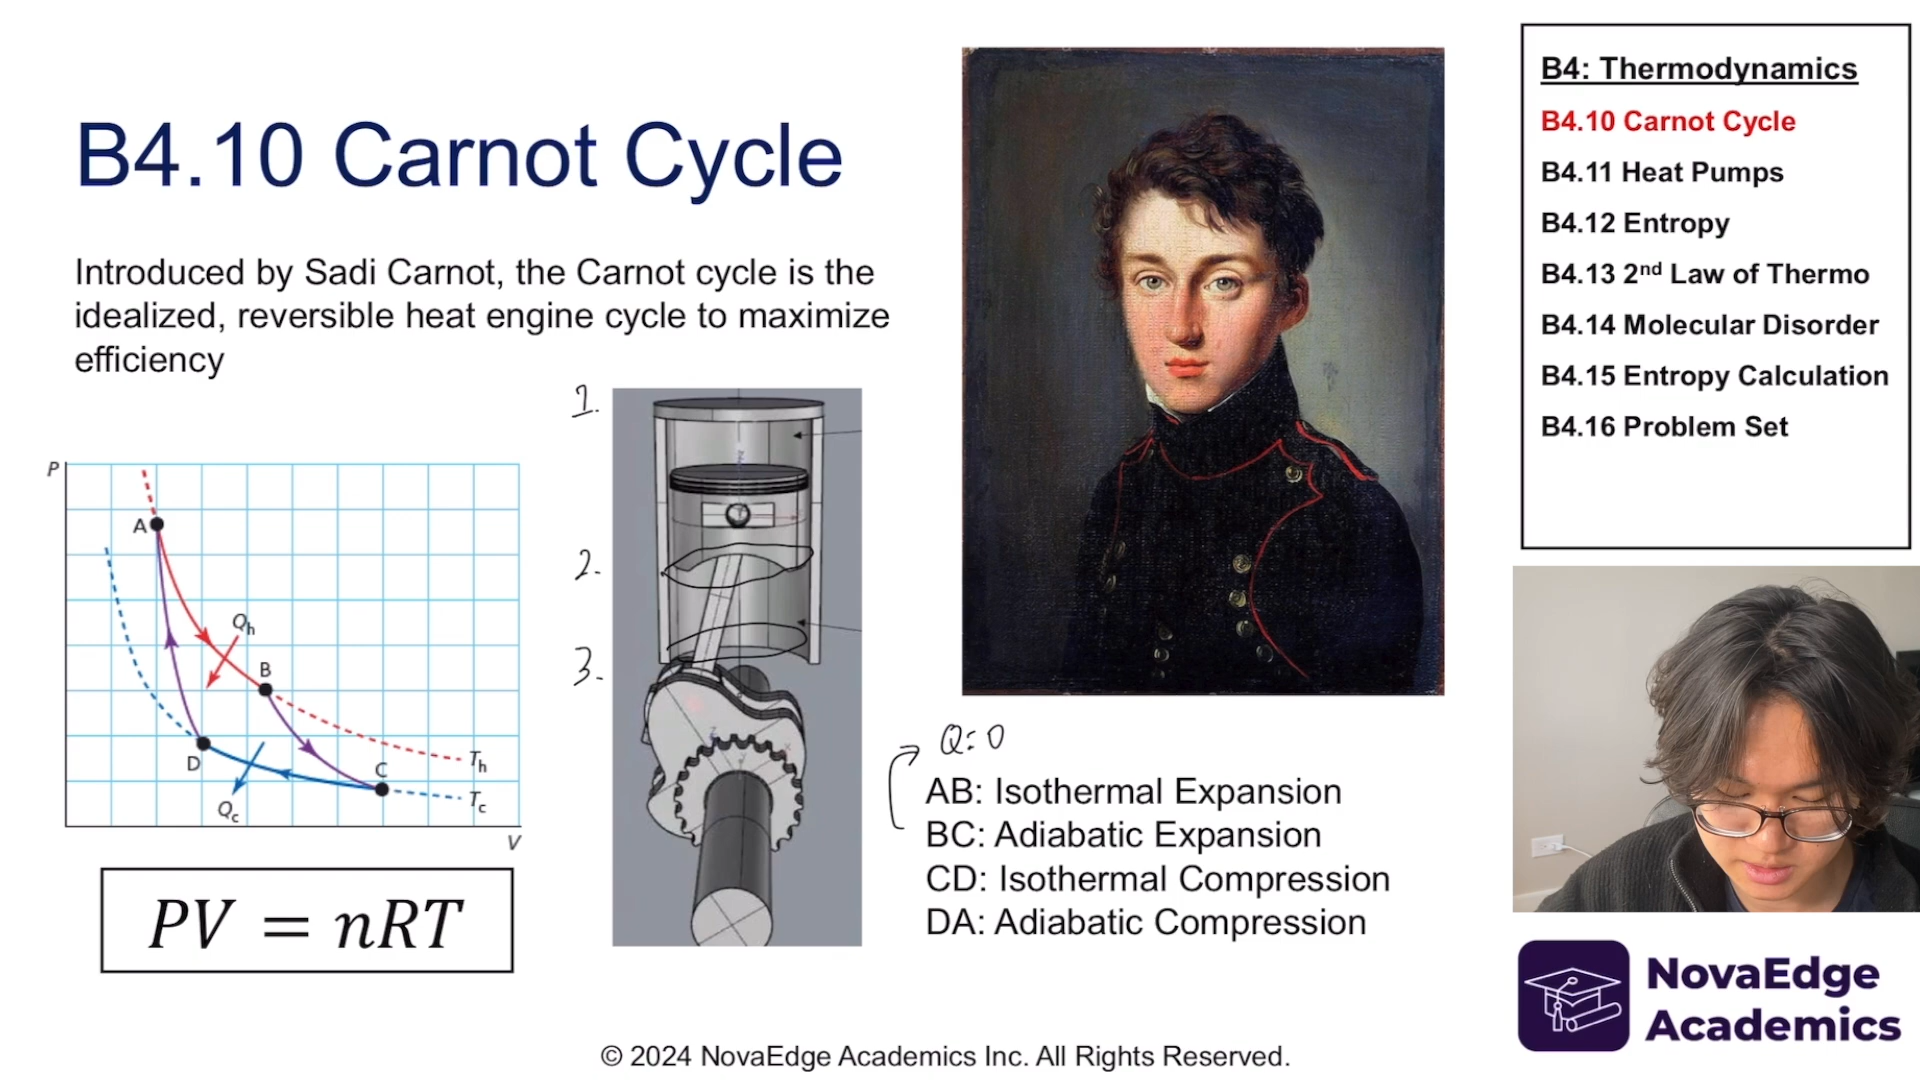 B4.10 Carnot Cycle
Introduced by Sadi Carnot, the Carnot cycle is the
idealized, reversible heat engine cycle to maximize
efficiency
P
A
Qh
B
D
C
Th
Tc
Qc
V
PV = nRT
1.
2.
3.
Q=0
AB: Isothermal Expansion
BC: Adiabatic Expansion
CD: Isothermal Compression
DA: Adiabatic Compression
B4: Thermodynamics
B4.10 Carnot Cycle
B4.11 Heat Pumps
B4.12 Entropy
B4.13 2nd Law of Thermo
B4.14 Molecular Disorder
B4.15 Entropy Calculation
B4.16 Problem Set
NovaEdge
Academics
© 2024 NovaEdge Academics Inc. All Rights Reserved.